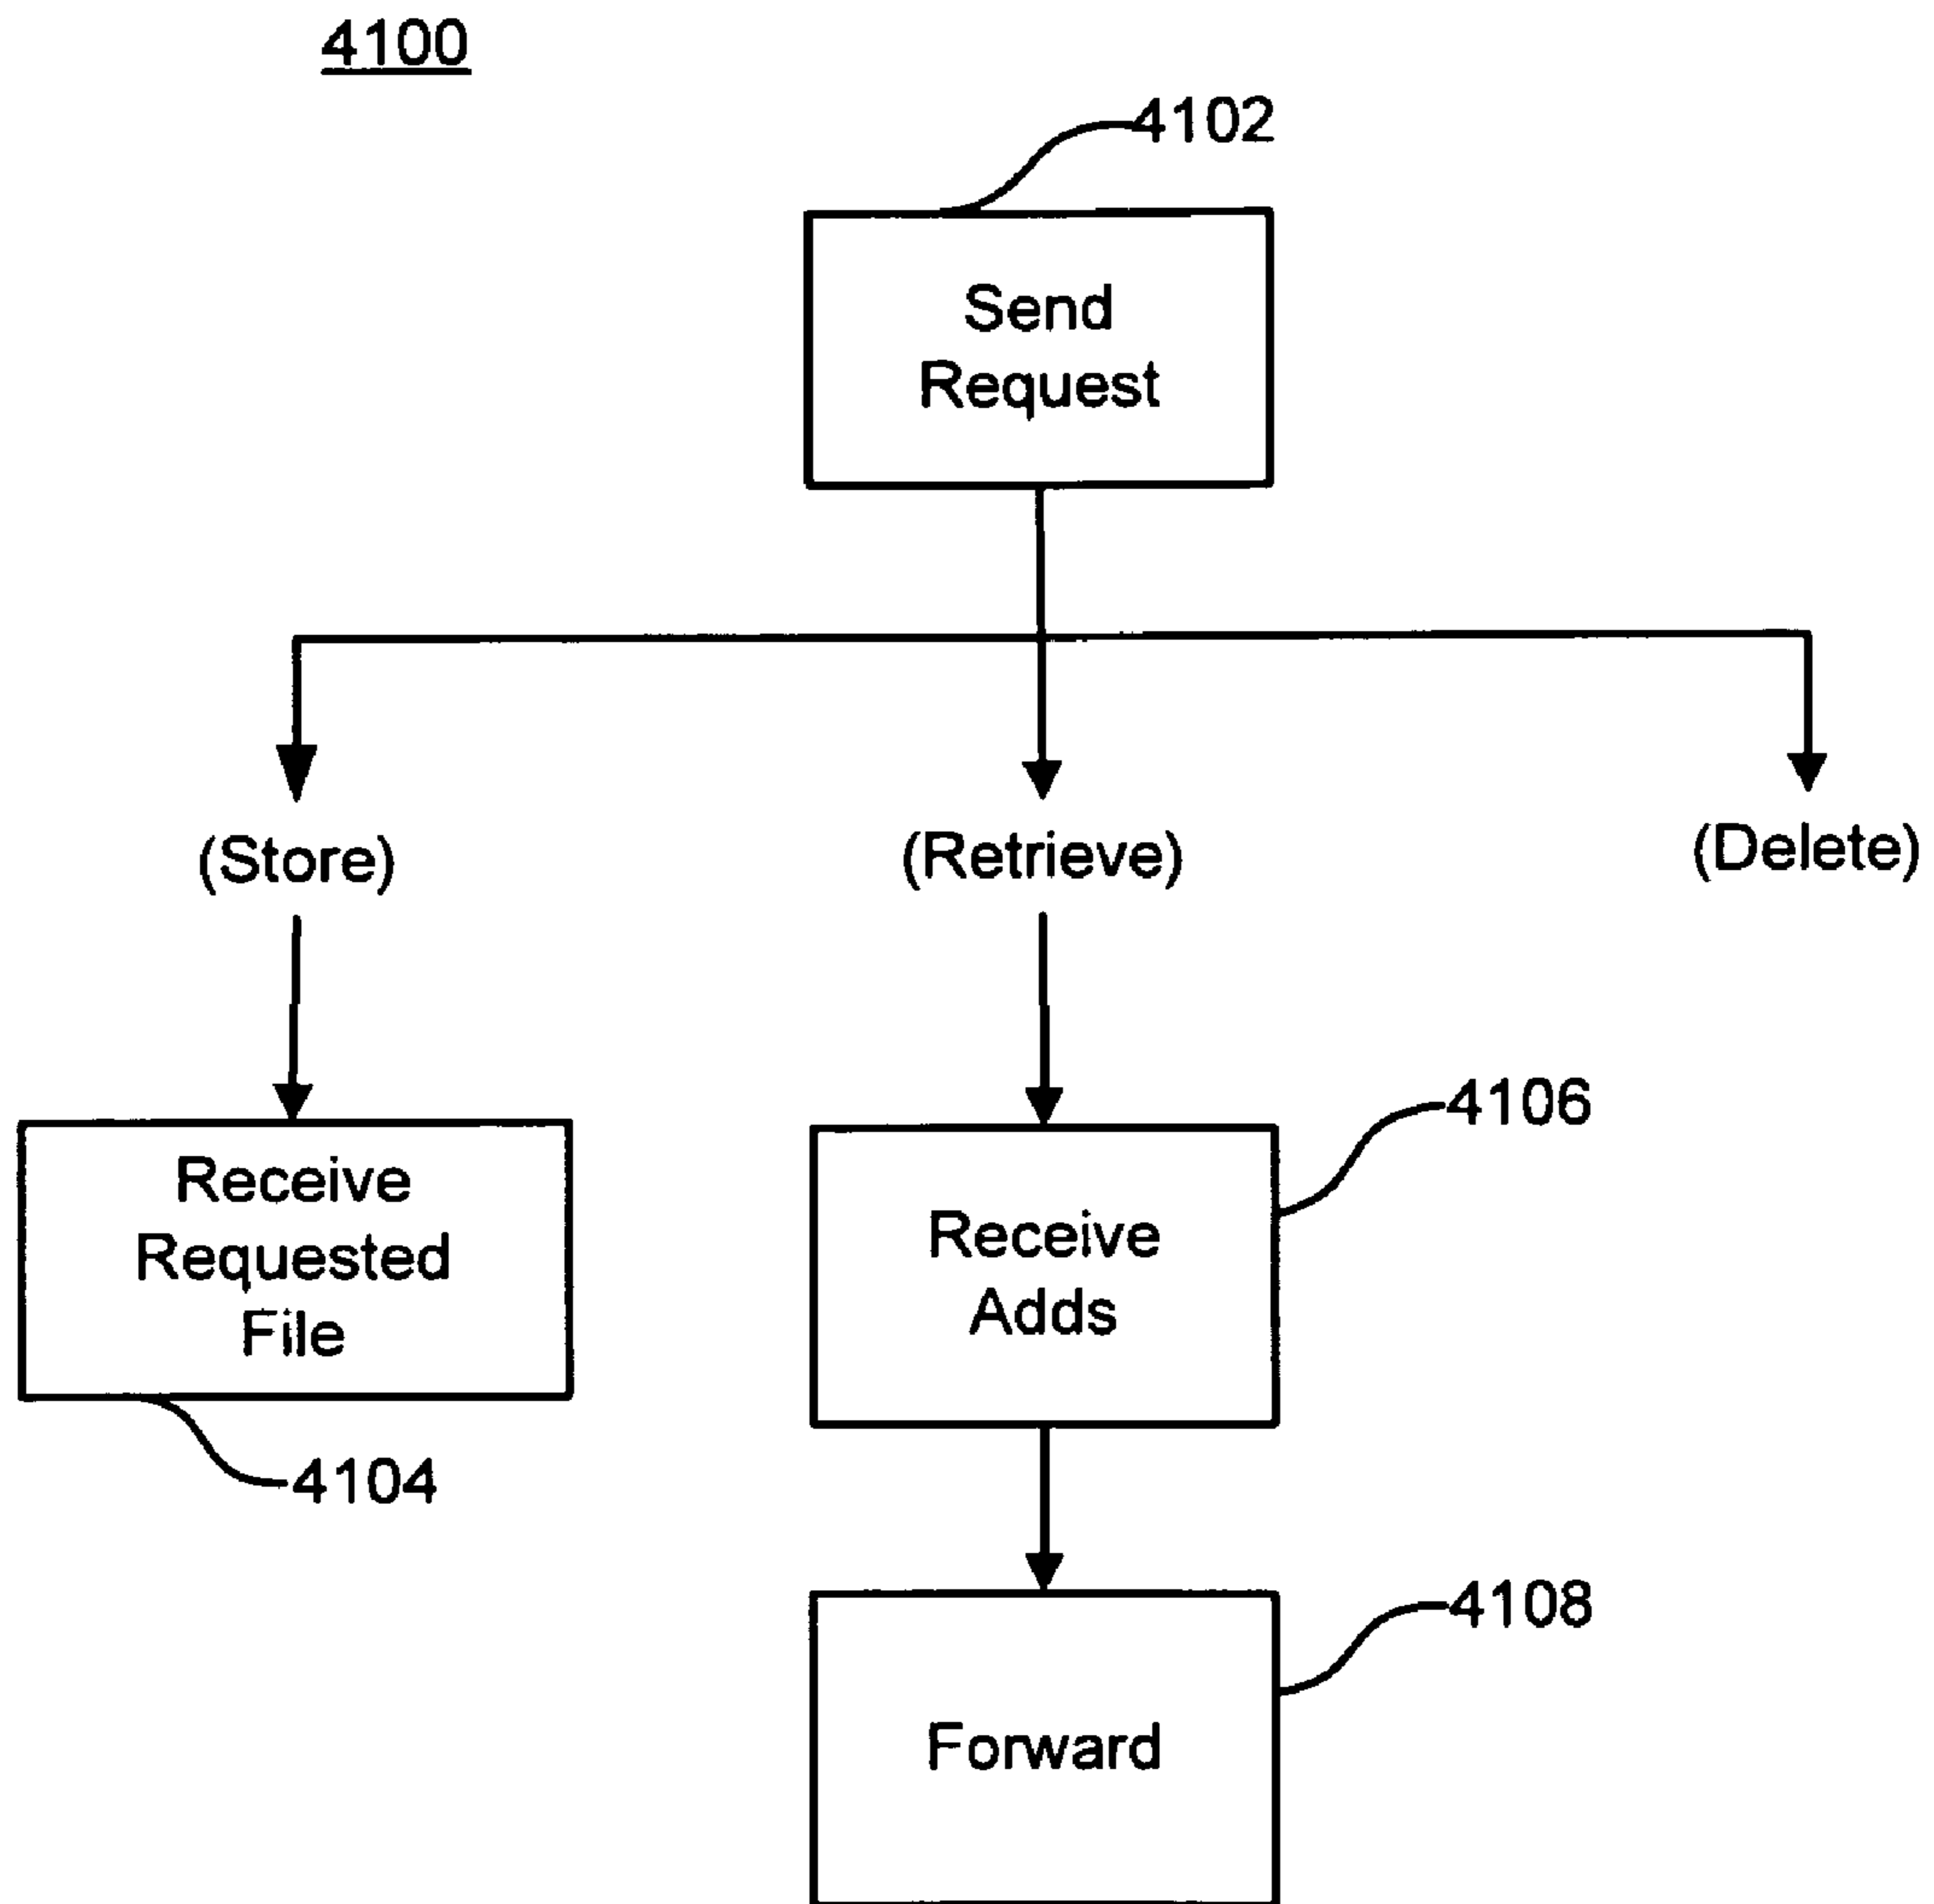 4100
4102
Send
Request
(Store)
(Retrieve)
(Delete)
Receive
Requested
File
4104
Receive
Adds
4106
Forward
4108